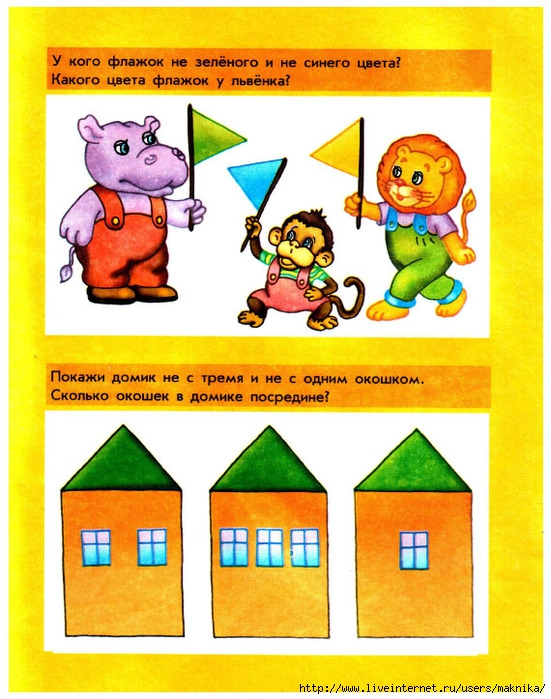 У кого флажок не зелёного и не синего цвета?
Какого цвета флажок у львёнка?
Покажи домик не с тремя и не с одним окошком.
Сколько окошек в домике посредине?
http://www.liveinternet.ru/users/maknika/